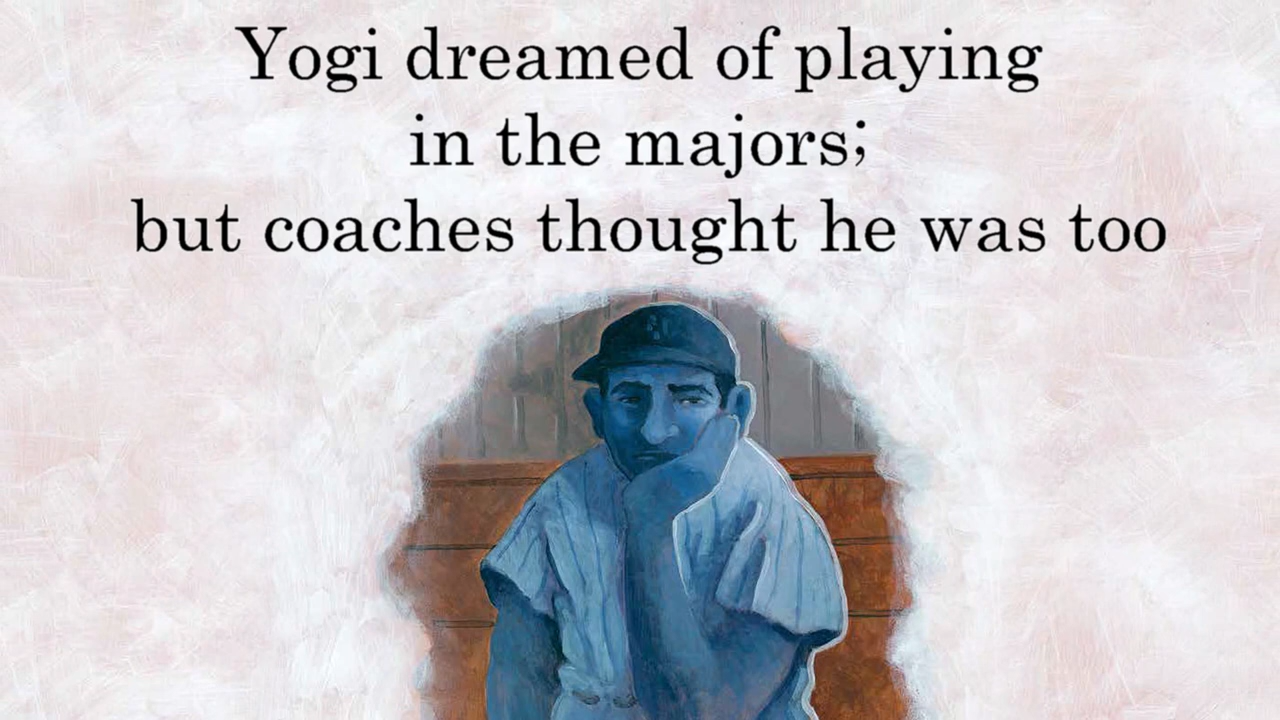 Yogi dreamed of playing
in the majors;
but coaches thought he was too